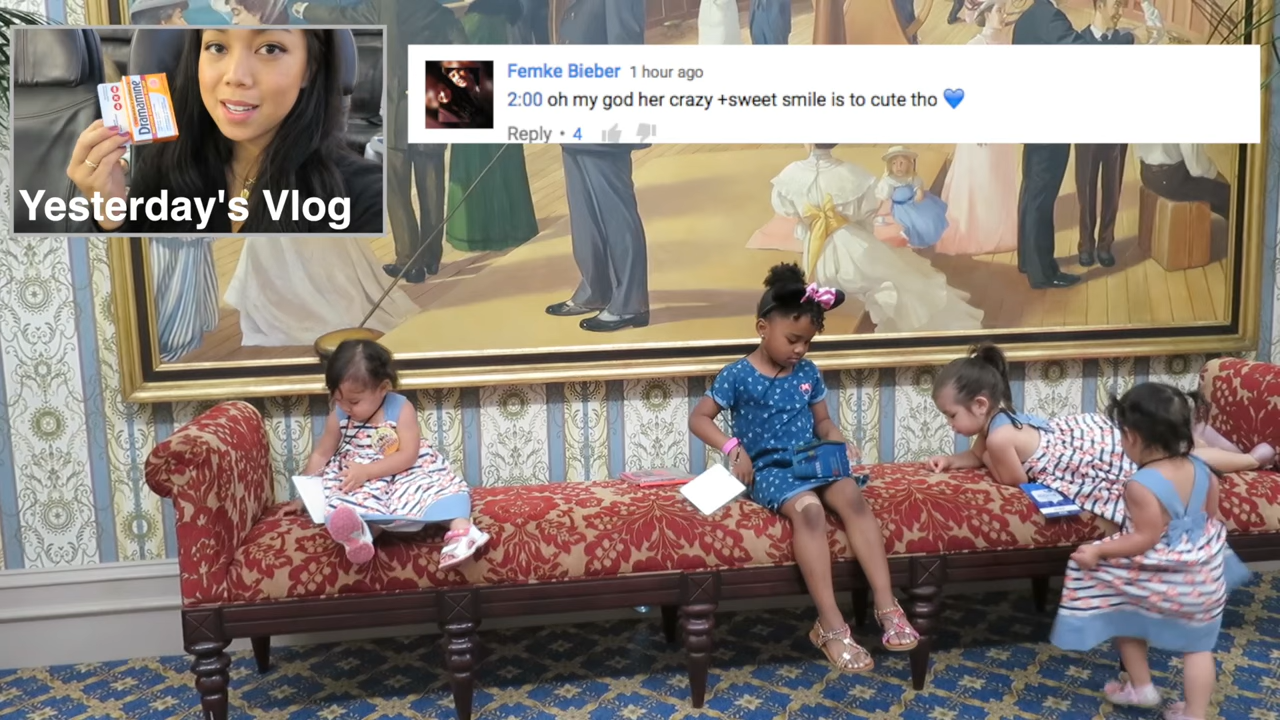 Dramamine
Yesterday's Vlog
Femke Bieber 1 hour ago
2:00 oh my god her crazy +sweet smile is to cute tho 💙
Reply • 4